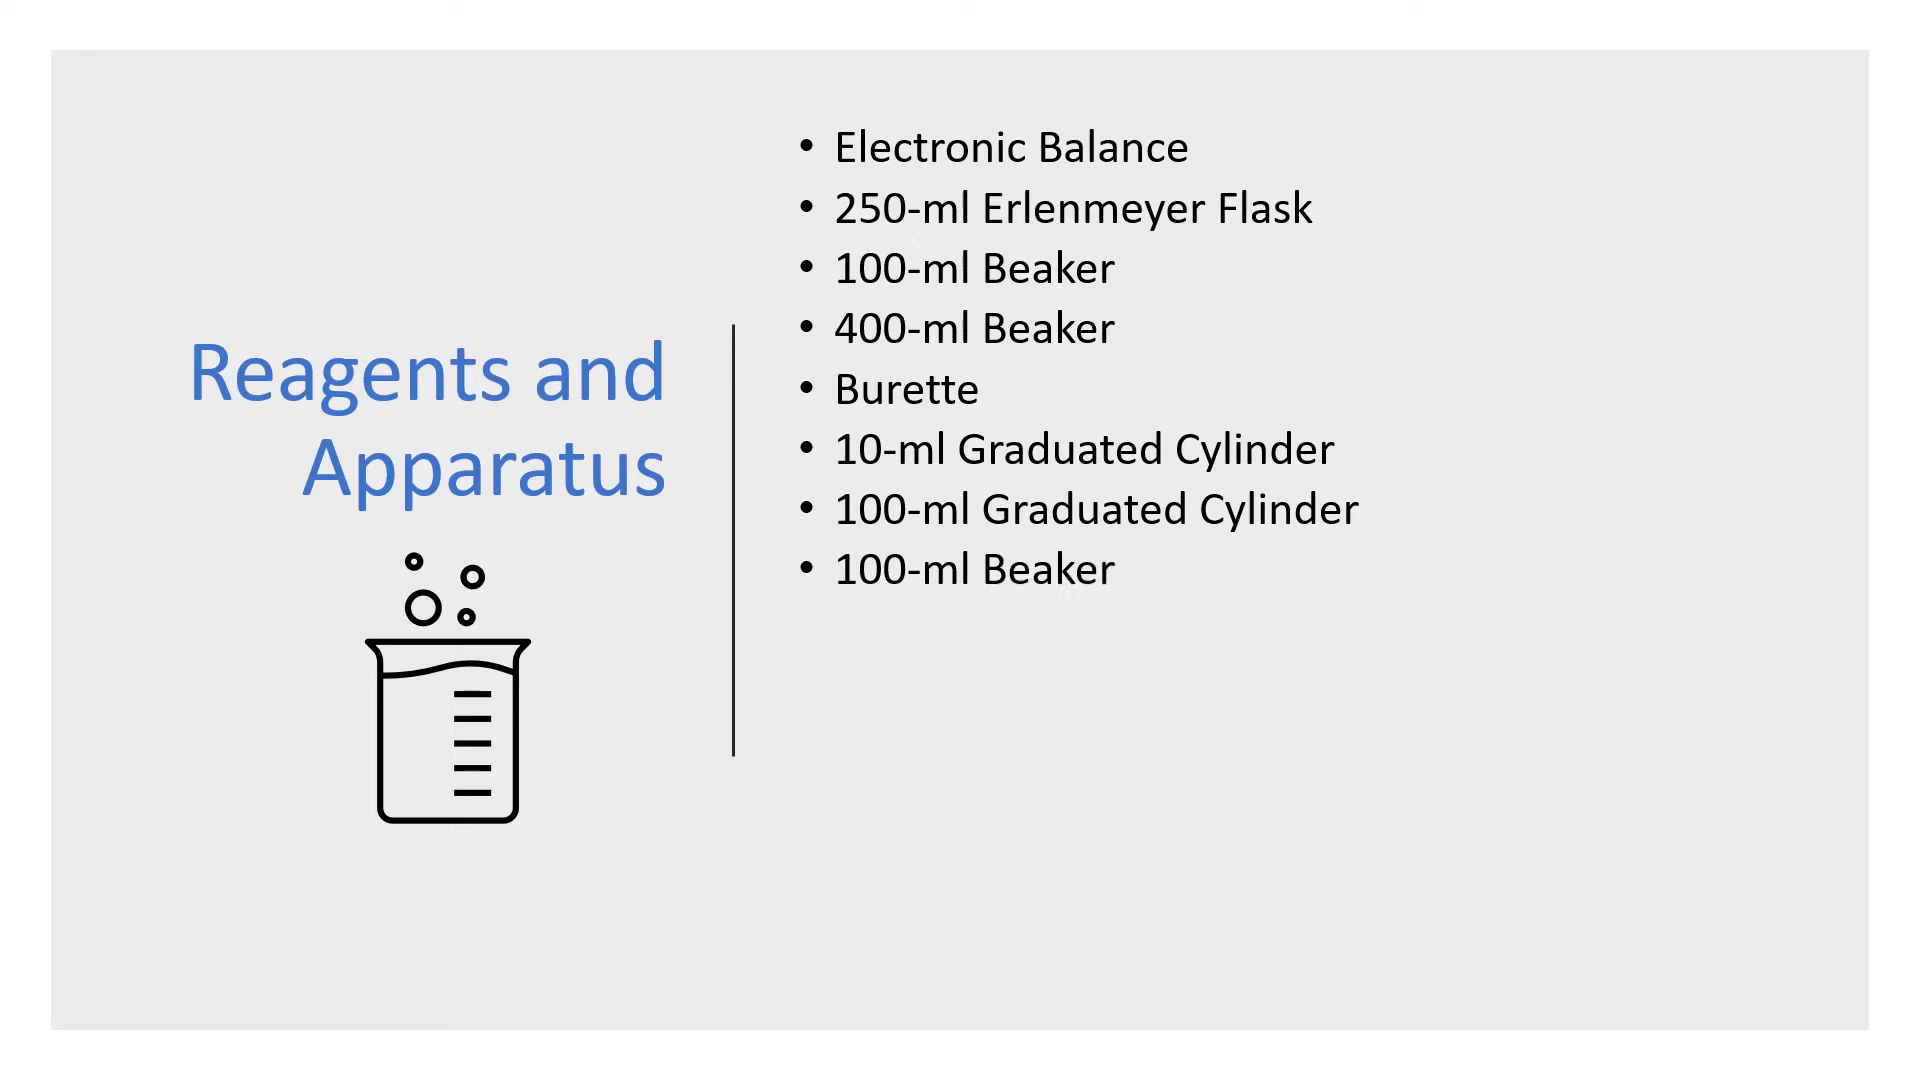 Reagents and
Apparatus
• Electronic Balance
• 250-ml Erlenmeyer Flask
• 100-ml Beaker
• 400-ml Beaker
• Burette
• 10-ml Graduated Cylinder
• 100-ml Graduated Cylinder
• 100-ml Beaker